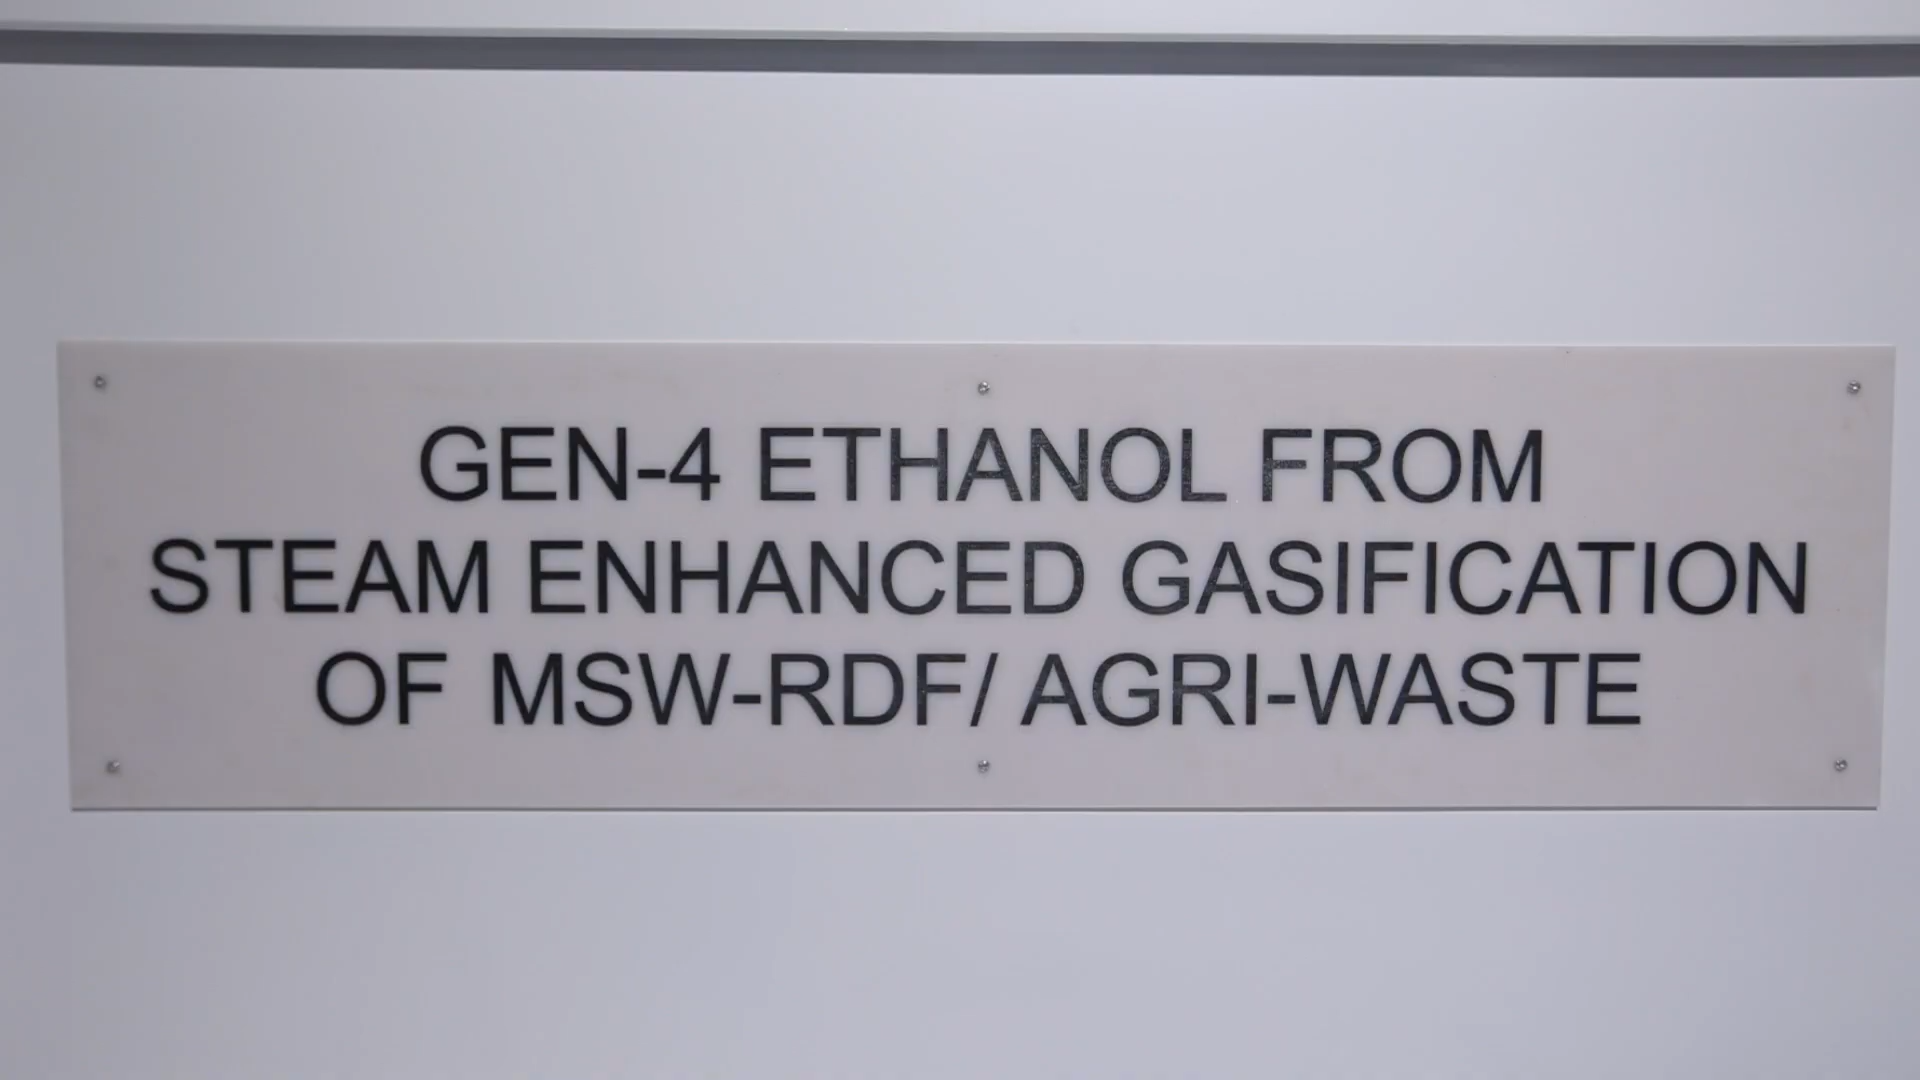 GEN-4 ETHANOL FROM
STEAM ENHANCED GASIFICATION
OF MSW-RDF/ AGRI-WASTE